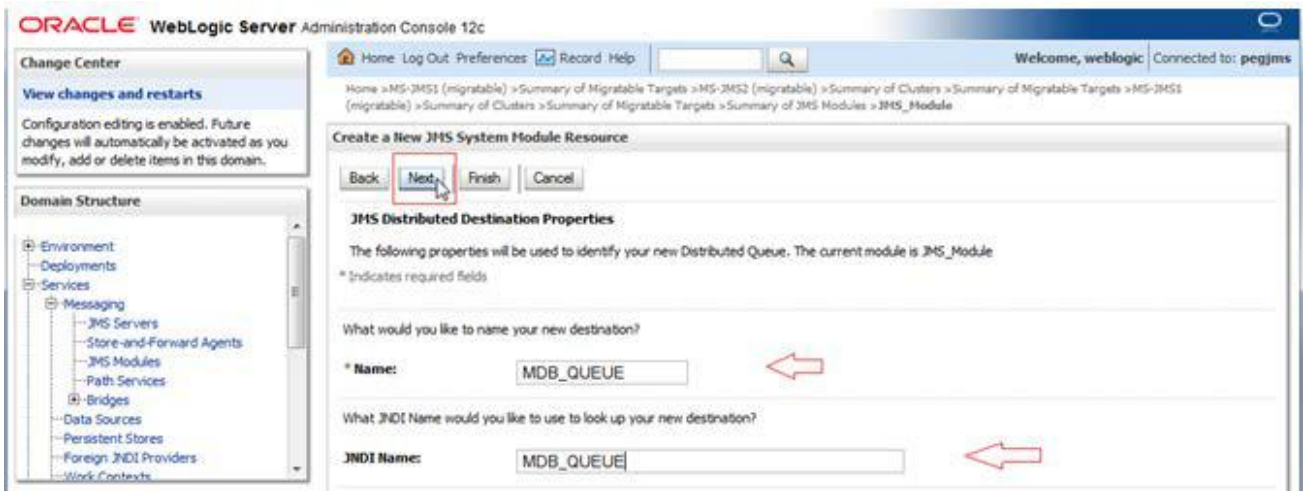 ORACLE WebLogic Server Administration Console 12c
Change Center
View changes and restarts
Configuration editing is enabled. Future
changes will automatically be activated as you
modify, add or delete items in this domain.
Domain Structure
Environment
Deployments
Services
Messaging
JMS Servers
Store-and-Forward Agents
JMS Modules
Path Services
Bridges
Data Sources
Persistent Stores
Foreign JNDI Providers
Work Contexts
Home Log Out Preferences Record Help
Welcome, weblogic Connected to: pegjms
Home >MS-JMS1 (migratable) >Summary of Migratable Targets >MS-JMS2 (migratable) >Summary of Clusters >Summary of Migratable Targets >MS-JMS1
(migratable) >Summary of Clusters >Summary of Migratable Targets >Summary of JMS Modules >JMS_Module
Create a New JMS System Module Resource
Back Next Finish Cancel
JMS Distributed Destination Properties
The following properties will be used to identify your new Distributed Queue. The current module is JMS_Module
* Indicates required fields
What would you like to name your new destination?
* Name: MDB_QUEUE
What JNDI Name would you like to use to look up your new destination?
JNDI Name: MDB_QUEUE